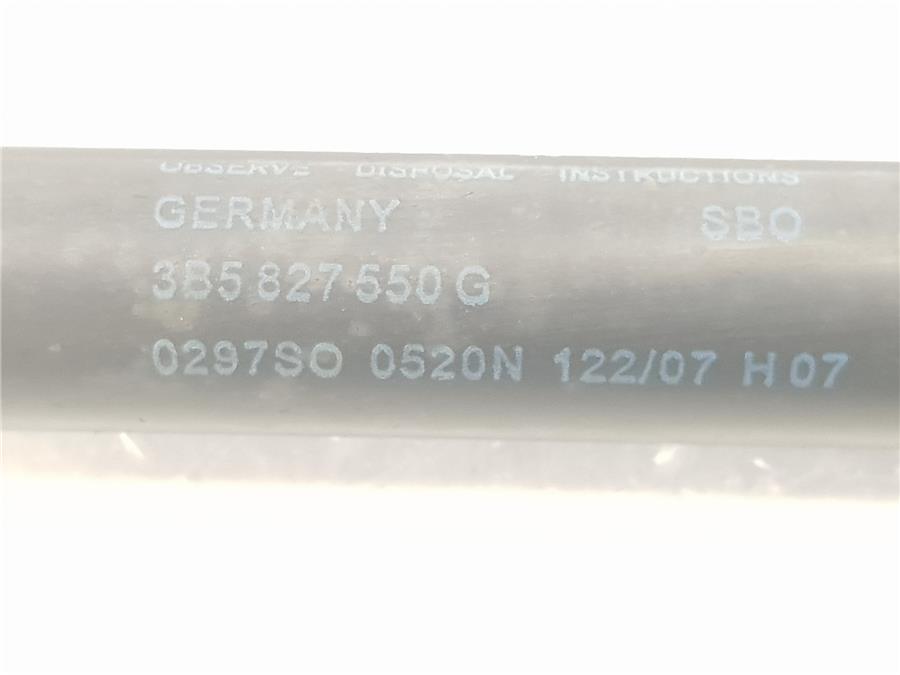 OBSERVE DISPOSAL INSTRUCTIONS
GERMANY SBO
3B5 827 550 G
0297SO 0520N 122/07 H 07